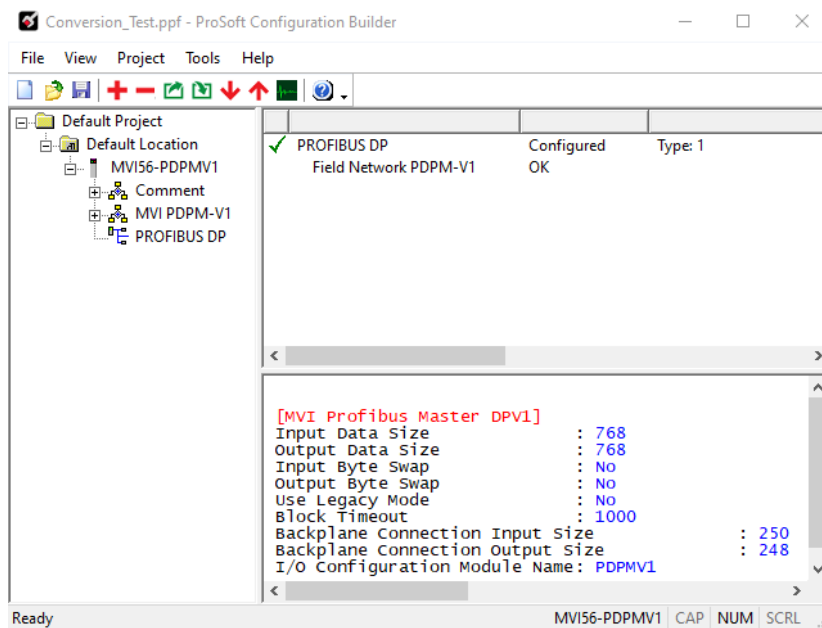 Conversion_Test.ppf - ProSoft Configuration Builder
File View Project Tools Help
Default Project
Default Location
MVI56-PDPMV1
Comment
MVI PDPM-V1
PROFIBUS DP
PROFIBUS DP Configured Type: 1
Field Network PDPM-V1 OK
[MVI Profibus Master DPV1]
Input Data Size : 768
Output Data Size : 768
Input Byte Swap : No
Output Byte Swap : No
Use Legacy Mode : No
Block Timeout : 1000
Backplane Connection Input Size : 250
Backplane Connection Output Size : 248
I/O Configuration Module Name: PDPMV1
Ready MVI56-PDPMV1 CAP NUM SCRL